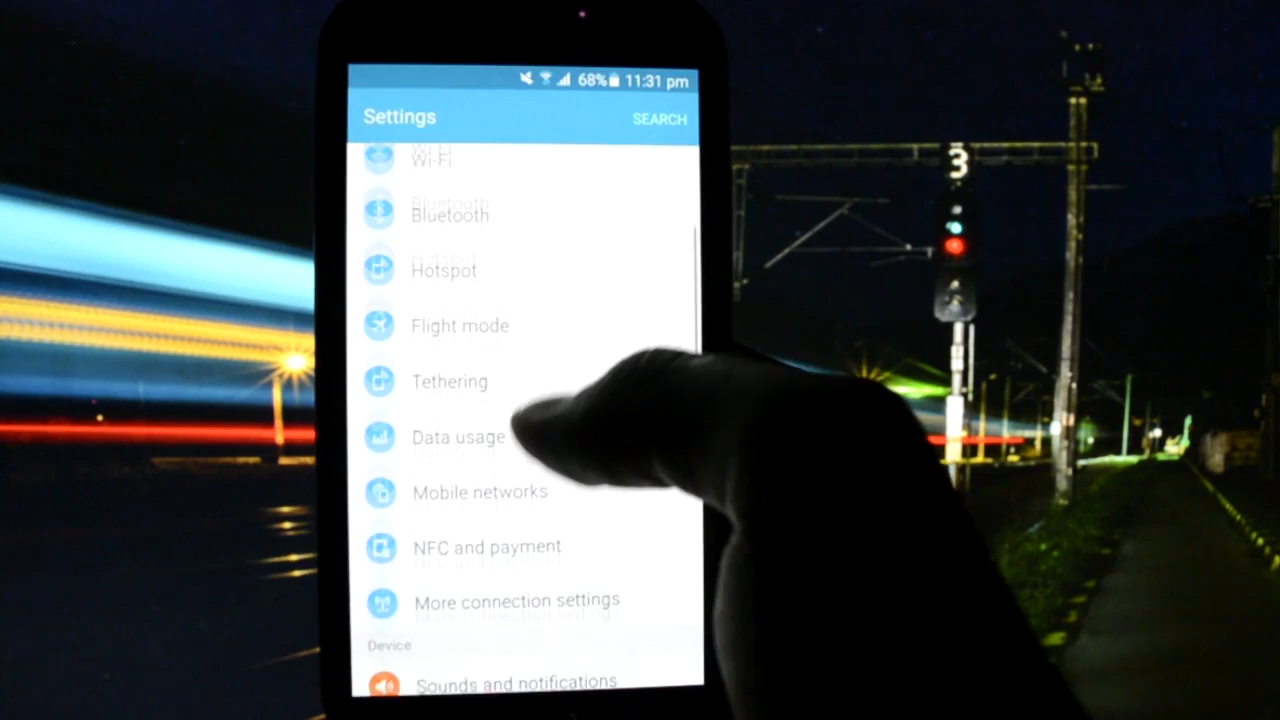 68% 11:31 pm
Settings SEARCH
Wi-Fi
Bluetooth
Hotspot
Flight mode
Tethering
Data usage
Mobile networks
NFC and payment
More connection settings
Device
Sounds and notifications
3